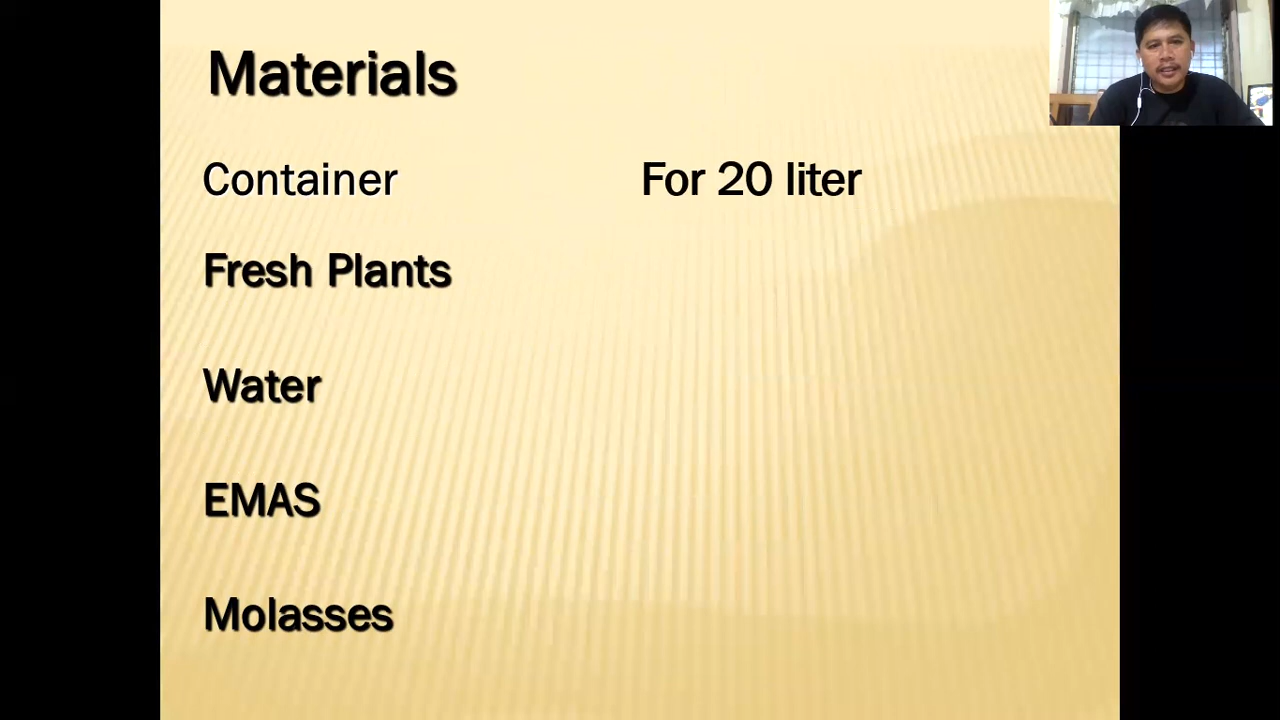 Materials
Container For 20 liter
Fresh Plants
Water
EMAS
Molasses